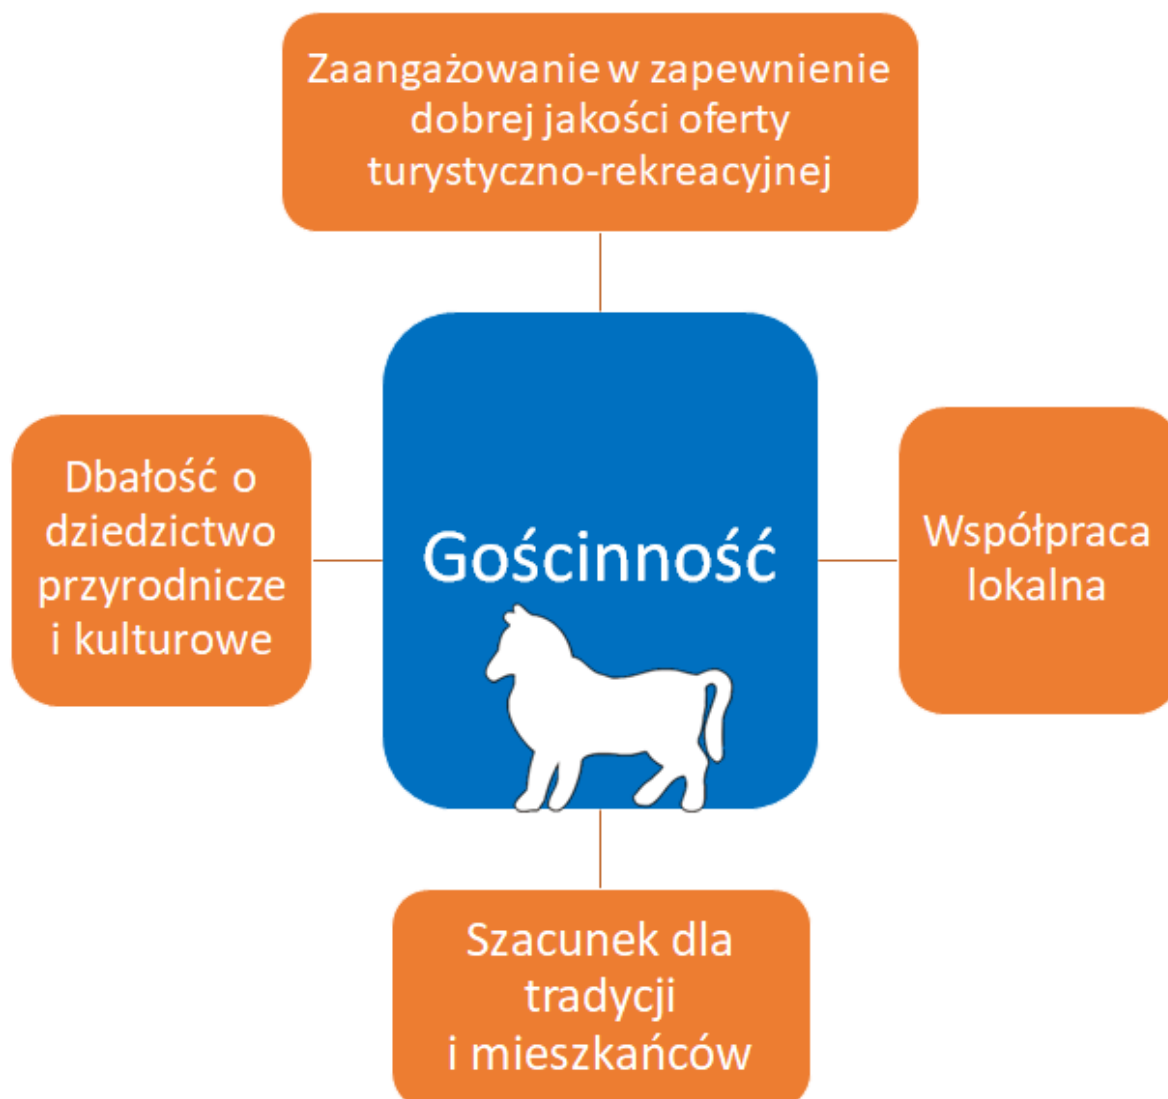 Zaangażowanie w zapewnienie
dobrej jakości oferty
turystyczno-rekreacyjnej
Dbałość o
dziedzictwo
przyrodnicze
i kulturowe
Gościnność
Współpraca
lokalna
Szacunek dla
tradycji
i mieszkańców